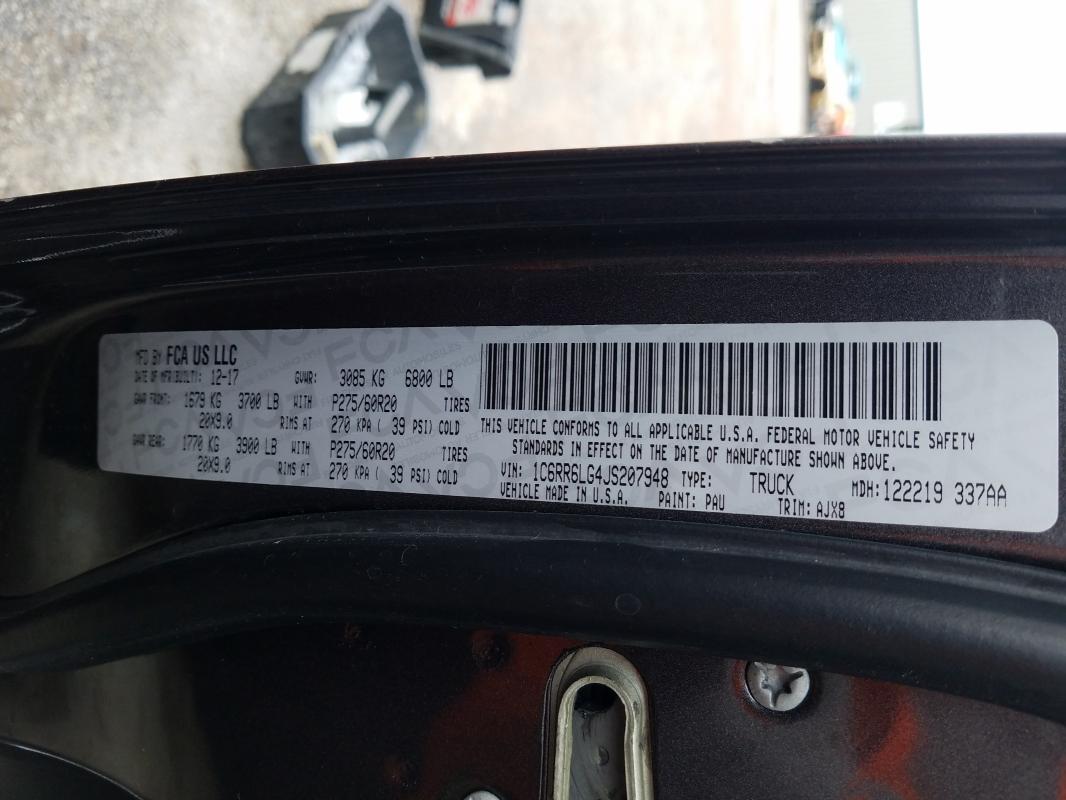 MFD BY FCA US LLC
DATE OF MFR(BUILT): 12-17 GVWR: 3085 KG 6800 LB
GAWR FRONT: 1679 KG 3700 LB WITH P275/60R20 TIRES
20X9.0 RIMS AT 270 KPA ( 39 PSI) COLD
GAWR REAR: 1770 KG 3900 LB WITH P275/60R20 TIRES
20X9.0 RIMS AT 270 KPA ( 39 PSI) COLD
THIS VEHICLE CONFORMS TO ALL APPLICABLE U.S.A. FEDERAL MOTOR VEHICLE SAFETY
STANDARDS IN EFFECT ON THE DATE OF MANUFACTURE SHOWN ABOVE.
VIN: 1C6RR6LG4JS207948 TYPE: TRUCK MDH:122219 337AA
VEHICLE MADE IN U.S.A. PAINT: PAU TRIM: AJX8